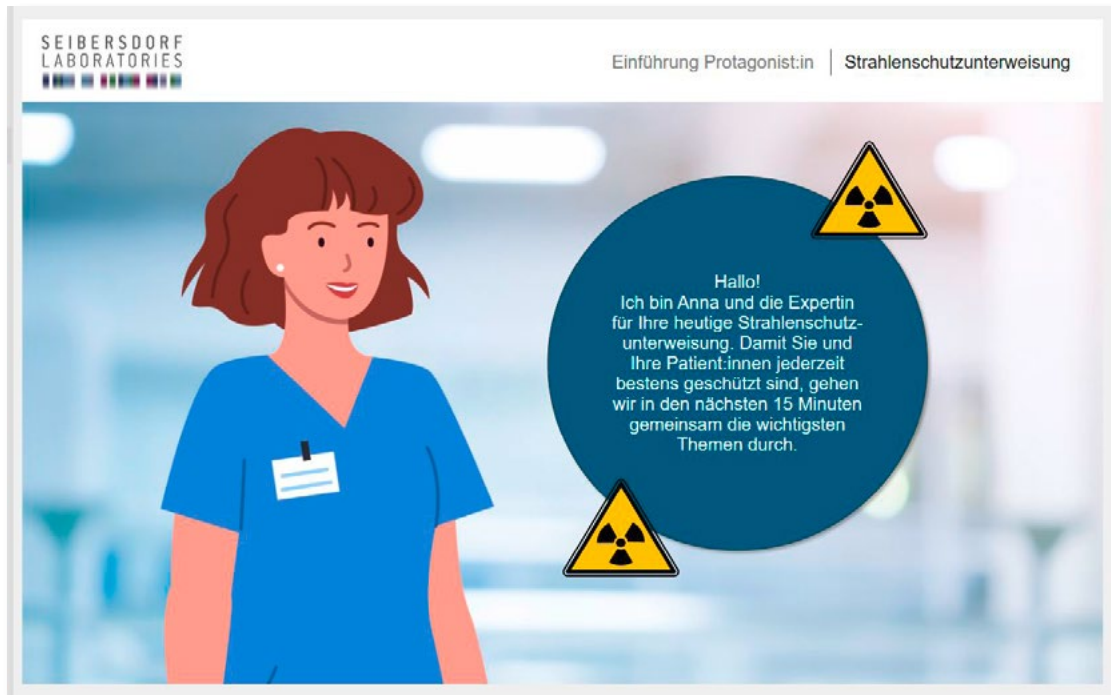 SEIBERSDORF
LABORATORIES
Einführung Protagonist:in | Strahlenschutzunterweisung
Hallo!
Ich bin Anna und die Expertin
für Ihre heutige Strahlenschutz-
unterweisung. Damit Sie und
Ihre Patient:innen jederzeit
bestens geschützt sind, gehen
wir in den nächsten 15 Minuten
gemeinsam die wichtigsten
Themen durch.